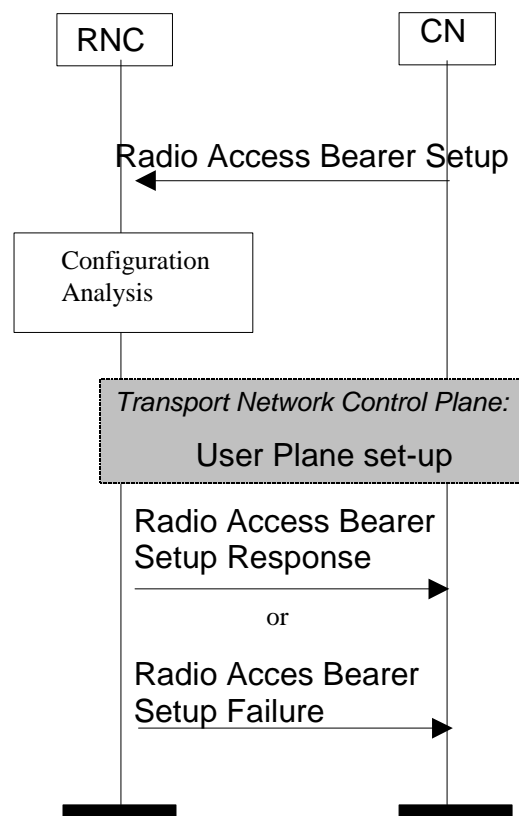 RNC
CN
Radio Access Bearer Setup
Configuration
Analysis
Transport Network Control Plane:
User Plane set-up
Radio Access Bearer
Setup Response
or
Radio Acces Bearer
Setup Failure